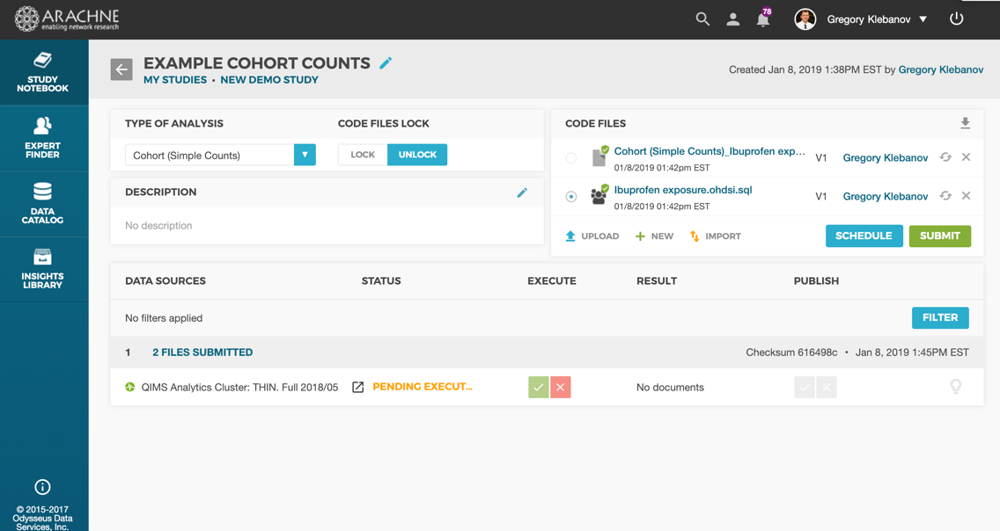 ARACHNE
enabling network research
78
Gregory Klebanov
STUDY
NOTEBOOK
EXPERT
FINDER
DATA
CATALOG
INSIGHTS
LIBRARY
© 2015-2017
Odysseus Data
Services, Inc.
EXAMPLE COHORT COUNTS
MY STUDIES • NEW DEMO STUDY
Created Jan 8, 2019 1:38PM EST by Gregory Klebanov
TYPE OF ANALYSIS
Cohort (Simple Counts)
CODE FILES LOCK
LOCK UNLOCK
DESCRIPTION
No description
CODE FILES
Cohort (Simple Counts)_Ibuprofen exp... V1 Gregory Klebanov
01/8/2019 01:42pm EST
Ibuprofen exposure.ohdsi.sql V1 Gregory Klebanov
01/8/2019 01:42pm EST
UPLOAD NEW IMPORT SCHEDULE SUBMIT
DATA SOURCES STATUS EXECUTE RESULT PUBLISH
No filters applied FILTER
1 2 FILES SUBMITTED Checksum 616498c • Jan 8, 2019 1:45PM EST
QIMS Analytics Cluster: THIN. Full 2018/05 PENDING EXECUT... No documents